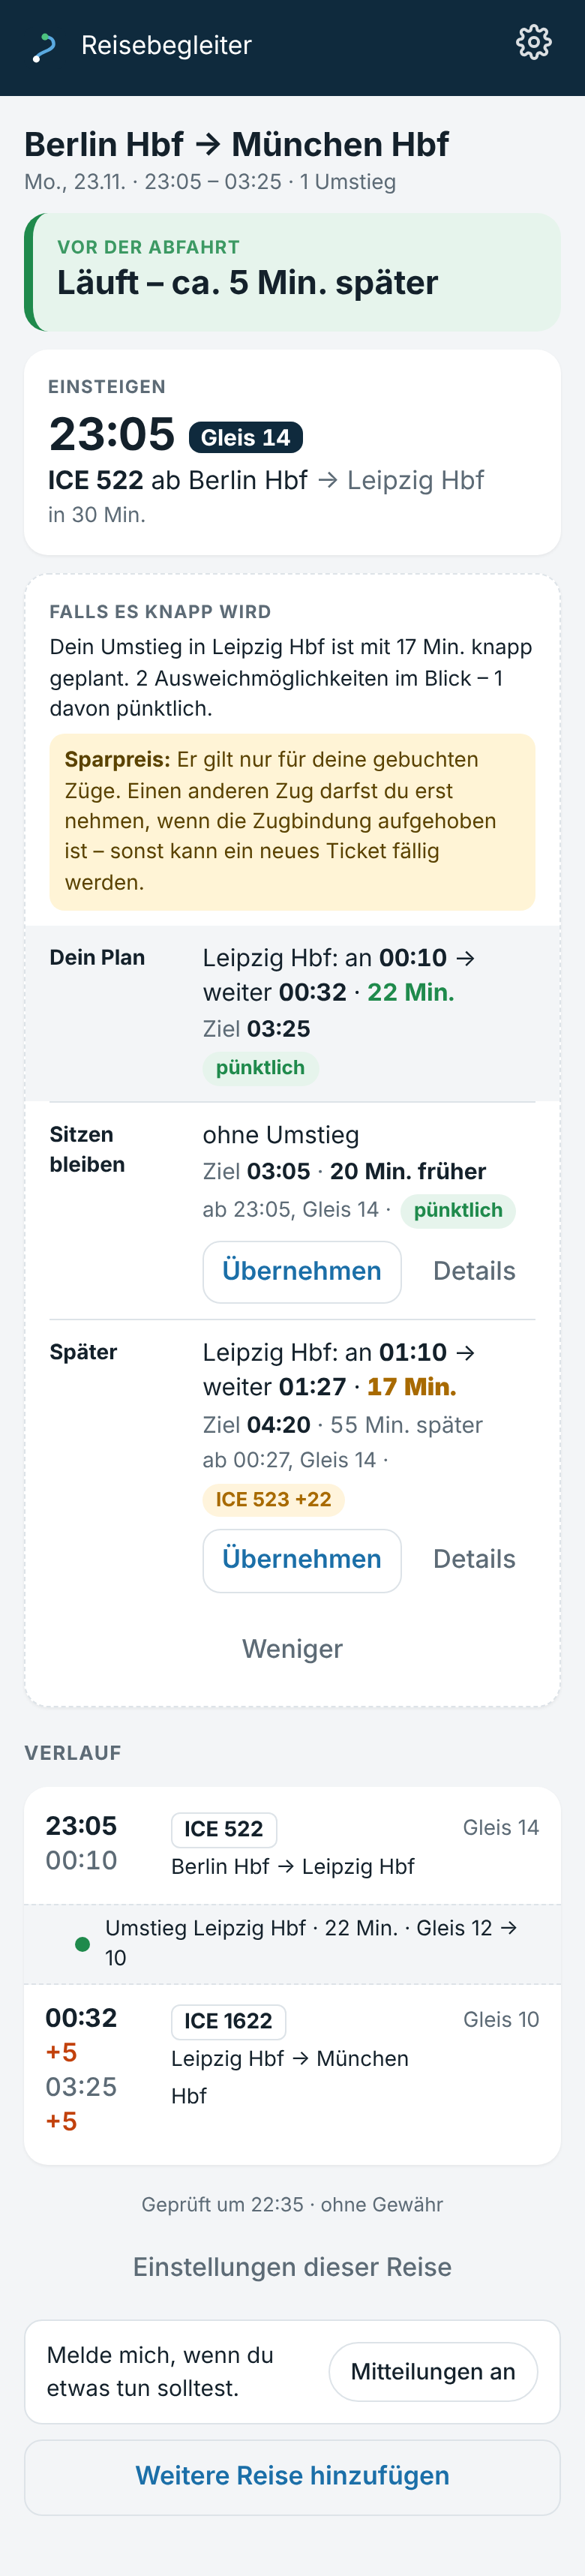 Reisebegleiter
Berlin Hbf → München Hbf
Mo., 23.11. · 23:05 – 03:25 · 1 Umstieg
VOR DER ABFAHRT
Läuft – ca. 5 Min. später
EINSTEIGEN
23:05 Gleis 14
ICE 522 ab Berlin Hbf → Leipzig Hbf
in 30 Min.
FALLS ES KNAPP WIRD
Dein Umstieg in Leipzig Hbf ist mit 17 Min. knapp
geplant. 2 Ausweichmöglichkeiten im Blick – 1
davon pünktlich.
Sparpreis: Er gilt nur für deine gebuchten
Züge. Einen anderen Zug darfst du erst
nehmen, wenn die Zugbindung aufgehoben
ist – sonst kann ein neues Ticket fällig
werden.
Dein Plan
Leipzig Hbf: an 00:10 →
weiter 00:32 · 22 Min.
Ziel 03:25
pünktlich
Sitzen
bleiben
ohne Umstieg
Ziel 03:05 · 20 Min. früher
ab 23:05, Gleis 14 · pünktlich
Übernehmen Details
Später
Leipzig Hbf: an 01:10 →
weiter 01:27 · 17 Min.
Ziel 04:20 · 55 Min. später
ab 00:27, Gleis 14 ·
ICE 523 +22
Übernehmen Details
Weniger
VERLAUF
23:05
00:10
ICE 522
Berlin Hbf → Leipzig Hbf
Gleis 14
Umstieg Leipzig Hbf · 22 Min. · Gleis 12 →
10
00:32
+5
03:25
+5
ICE 1622
Leipzig Hbf → München
Hbf
Gleis 10
Geprüft um 22:35 · ohne Gewähr
Einstellungen dieser Reise
Melde mich, wenn du
etwas tun solltest.
Mitteilungen an
Weitere Reise hinzufügen